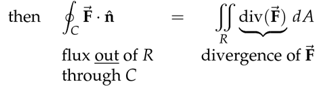 then ∮_C F⃗ · n̂ = ∬_R div(F⃗) dA
flux out of R divergence of F⃗
through C